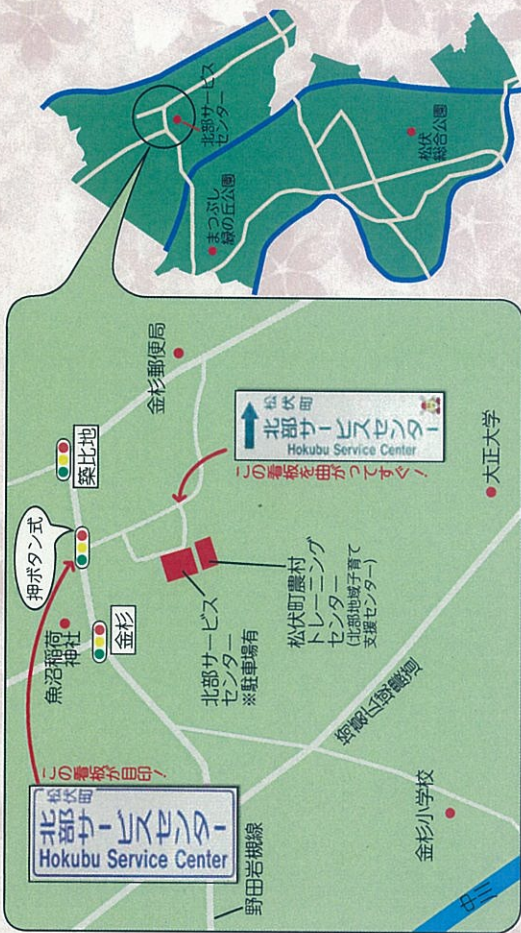 この看板が目印！
松伏町
北部サービスセンター
Hokubu Service Center
魚沼稲荷
神社
押ボタン式
築比地
金杉
金杉郵便局
北部サービス
センター
※駐車場有
松伏町農村
トレーニング
センター
(北部地域子育て
支援センター)
松伏町
北部サービスセンター
Hokubu Service Center
この看板を曲がってすぐ！
野田岩槻線
埼葛広域農道
金杉小学校
大正大学
中川
北部サービス
センター
まつぶし
緑の丘公園
松伏
総合公園